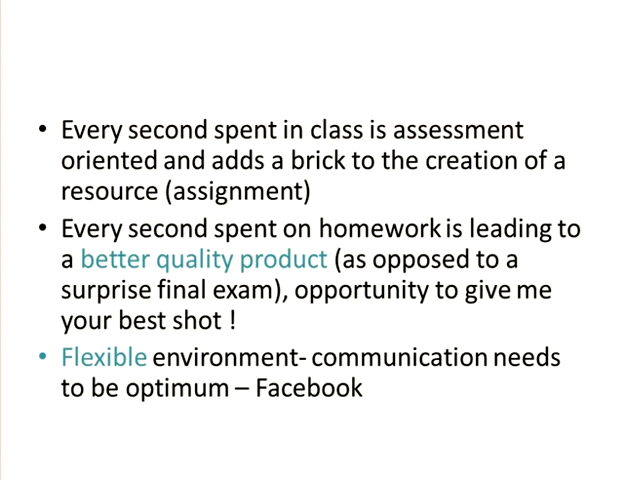 • Every second spent in class is assessment
oriented and adds a brick to the creation of a
resource (assignment)
• Every second spent on homework is leading to
a better quality product (as opposed to a
surprise final exam), opportunity to give me
your best shot !
• Flexible environment- communication needs
to be optimum – Facebook